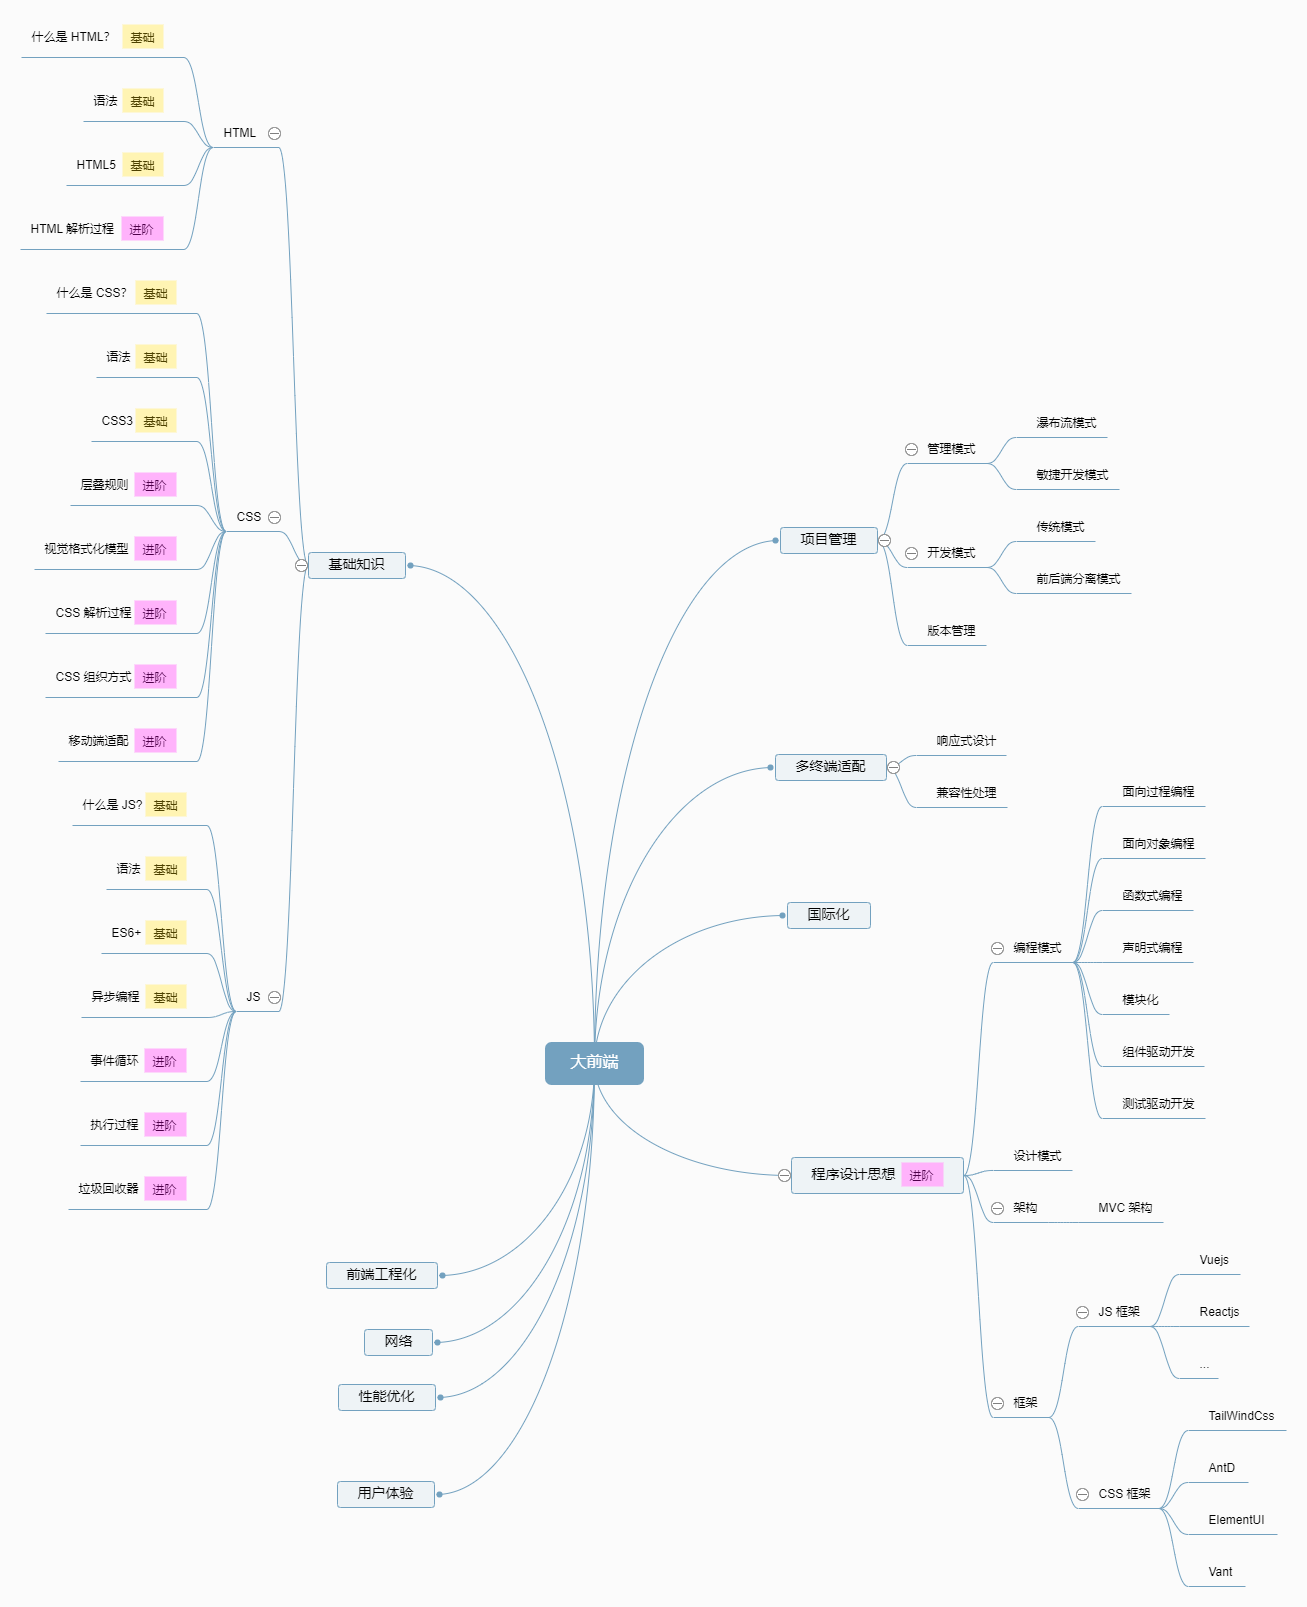 什么是 HTML? 基础
语法 基础
HTML5 基础
HTML 解析过程 进阶
HTML
什么是 CSS? 基础
语法 基础
CSS3 基础
层叠规则 进阶
视觉格式化模型 进阶
CSS 解析过程 进阶
CSS 组织方式 进阶
移动端适配 进阶
CSS
什么是 JS? 基础
语法 基础
ES6+ 基础
异步编程 基础
事件循环 进阶
执行过程 进阶
垃圾回收器 进阶
JS
基础知识
大前端
前端工程化
网络
性能优化
用户体验
项目管理
管理模式
瀑布流模式
敏捷开发模式
开发模式
传统模式
前后端分离模式
版本管理
多终端适配
响应式设计
兼容性处理
国际化
程序设计思想 进阶
编程模式
面向过程编程
面向对象编程
函数式编程
声明式编程
模块化
组件驱动开发
测试驱动开发
设计模式
架构
MVC 架构
框架
JS 框架
Vuejs
Reactjs
...
CSS 框架
TailWindCss
AntD
ElementUI
Vant